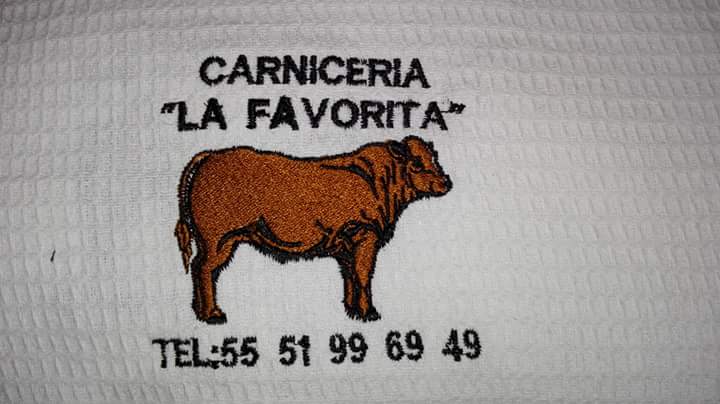 CARNICERIA
"LA FAVORITA"
TEL:55 51 99 69 49